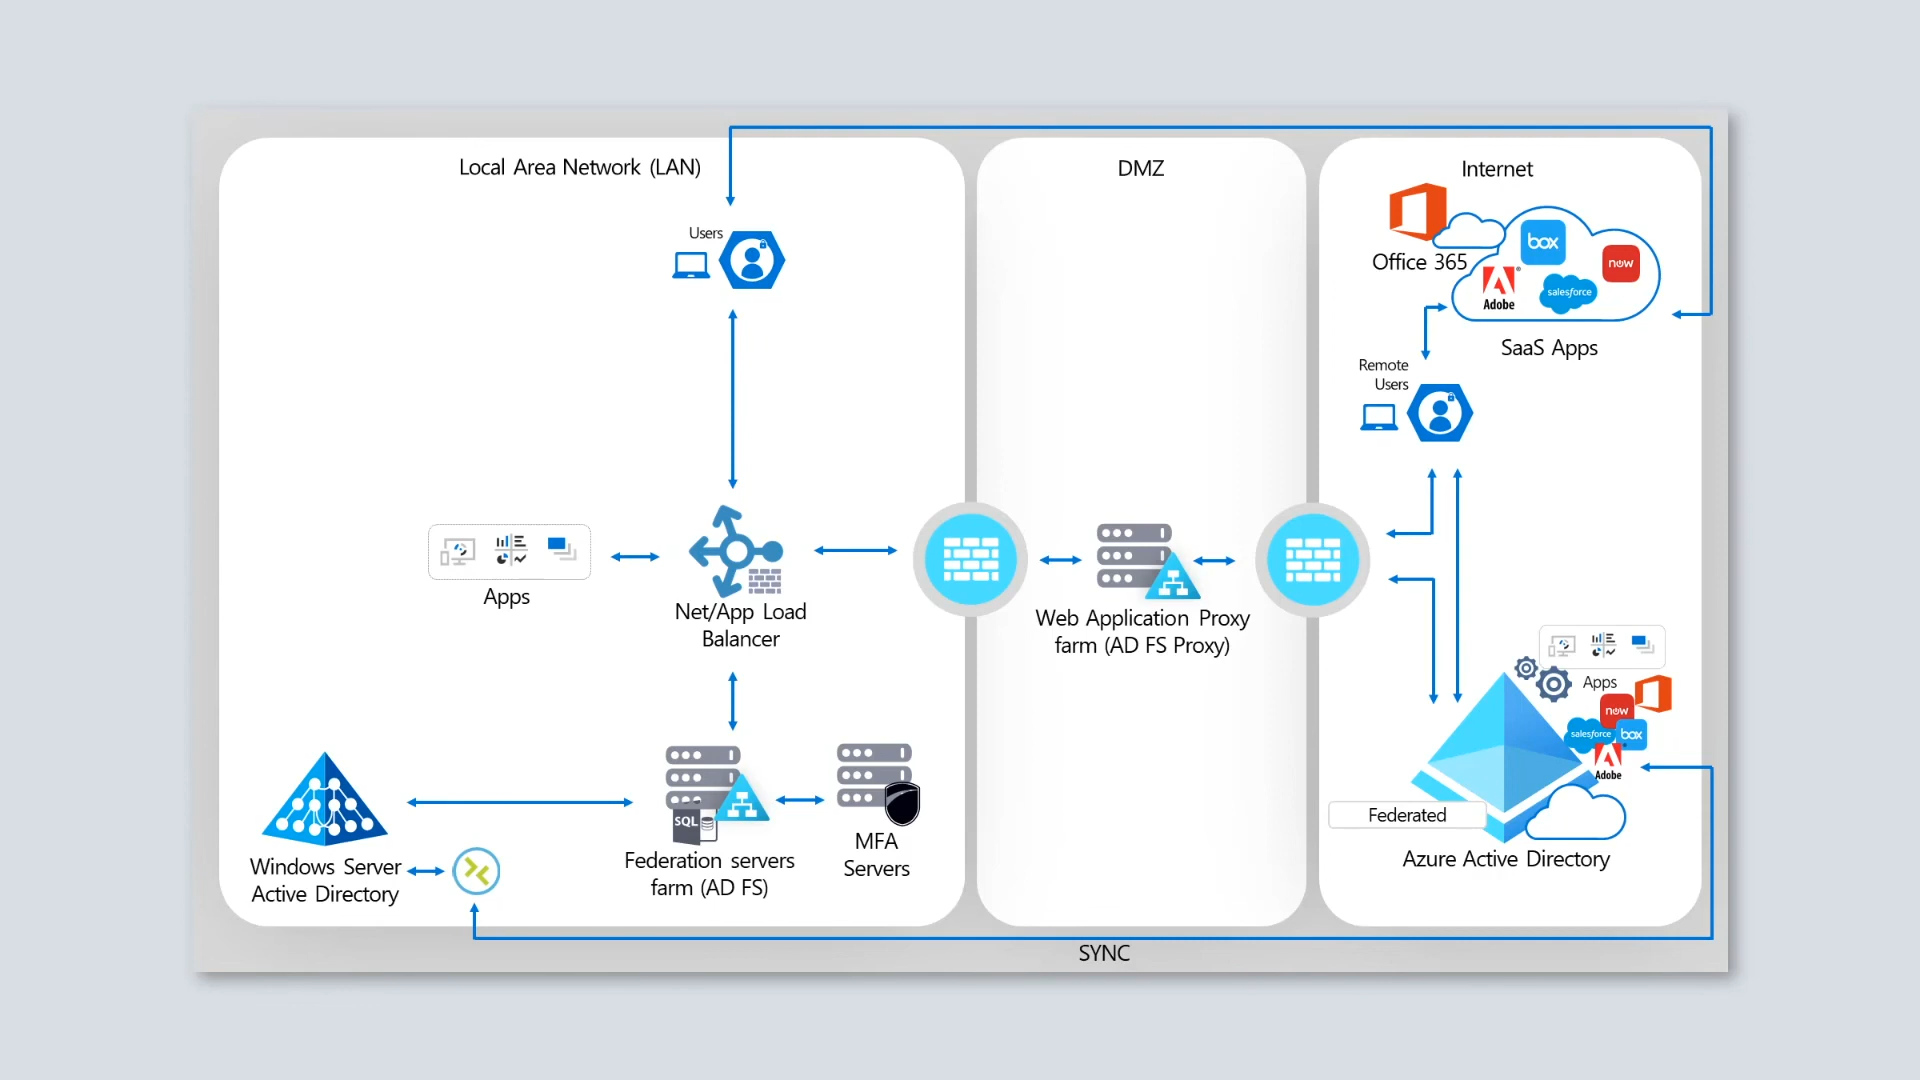 Local Area Network (LAN)
DMZ
Internet
Users
Office 365
box
now
Adobe
salesforce
SaaS Apps
Remote
Users
Apps
Net/App Load
Balancer
Web Application Proxy
farm (AD FS Proxy)
Apps
now
salesforce
box
Adobe
SQL
Federated
Windows Server
Active Directory
Federation servers
farm (AD FS)
MFA
Servers
Azure Active Directory
SYNC